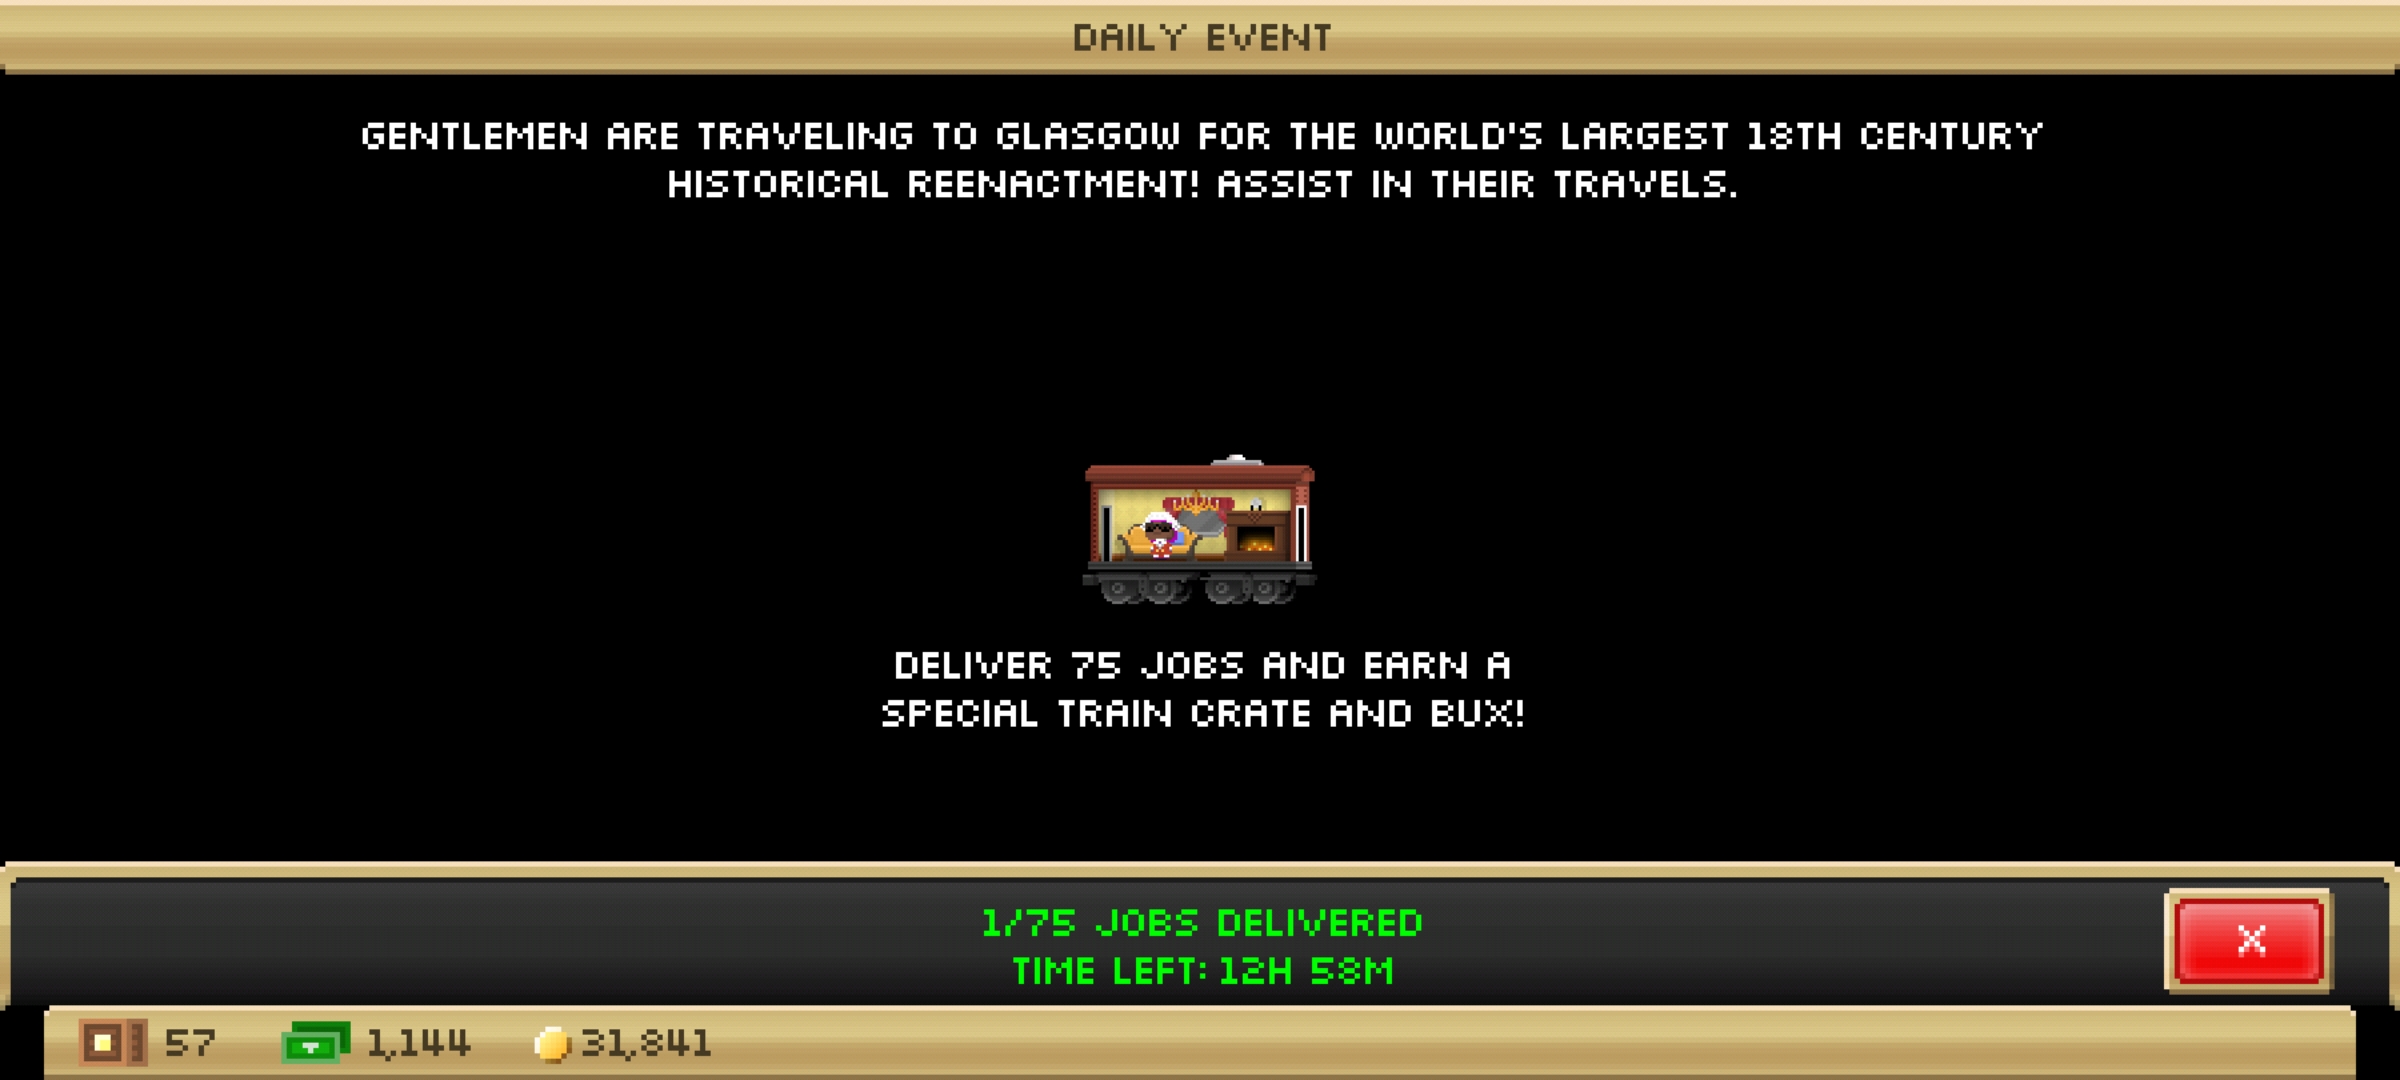 DAILY EVENT
GENTLEMEN ARE TRAVELING TO GLASGOW FOR THE WORLD'S LARGEST 18TH CENTURY
HISTORICAL REENACTMENT! ASSIST IN THEIR TRAVELS.
DELIVER 75 JOBS AND EARN A
SPECIAL TRAIN CRATE AND BUX!
1/75 JOBS DELIVERED
TIME LEFT: 12H 58M
X
57 1,144 31,841